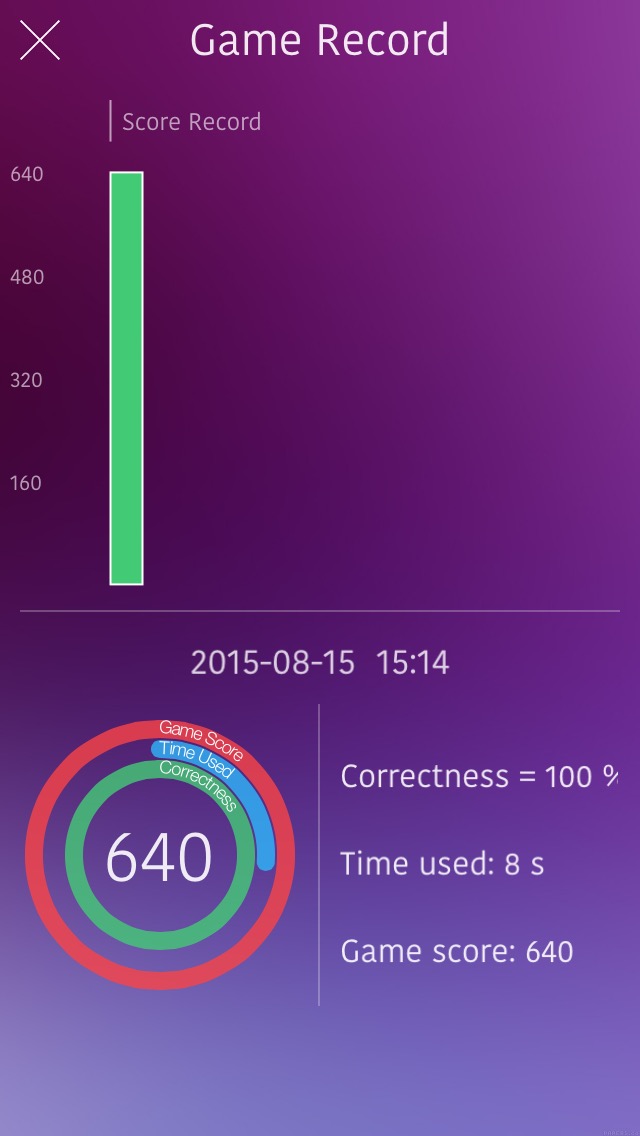 Game Record
Score Record
640
480
320
160
2015-08-15 15:14
Game Score
Time Used
Correctness
640
Correctness = 100 %
Time used: 8 s
Game score: 640